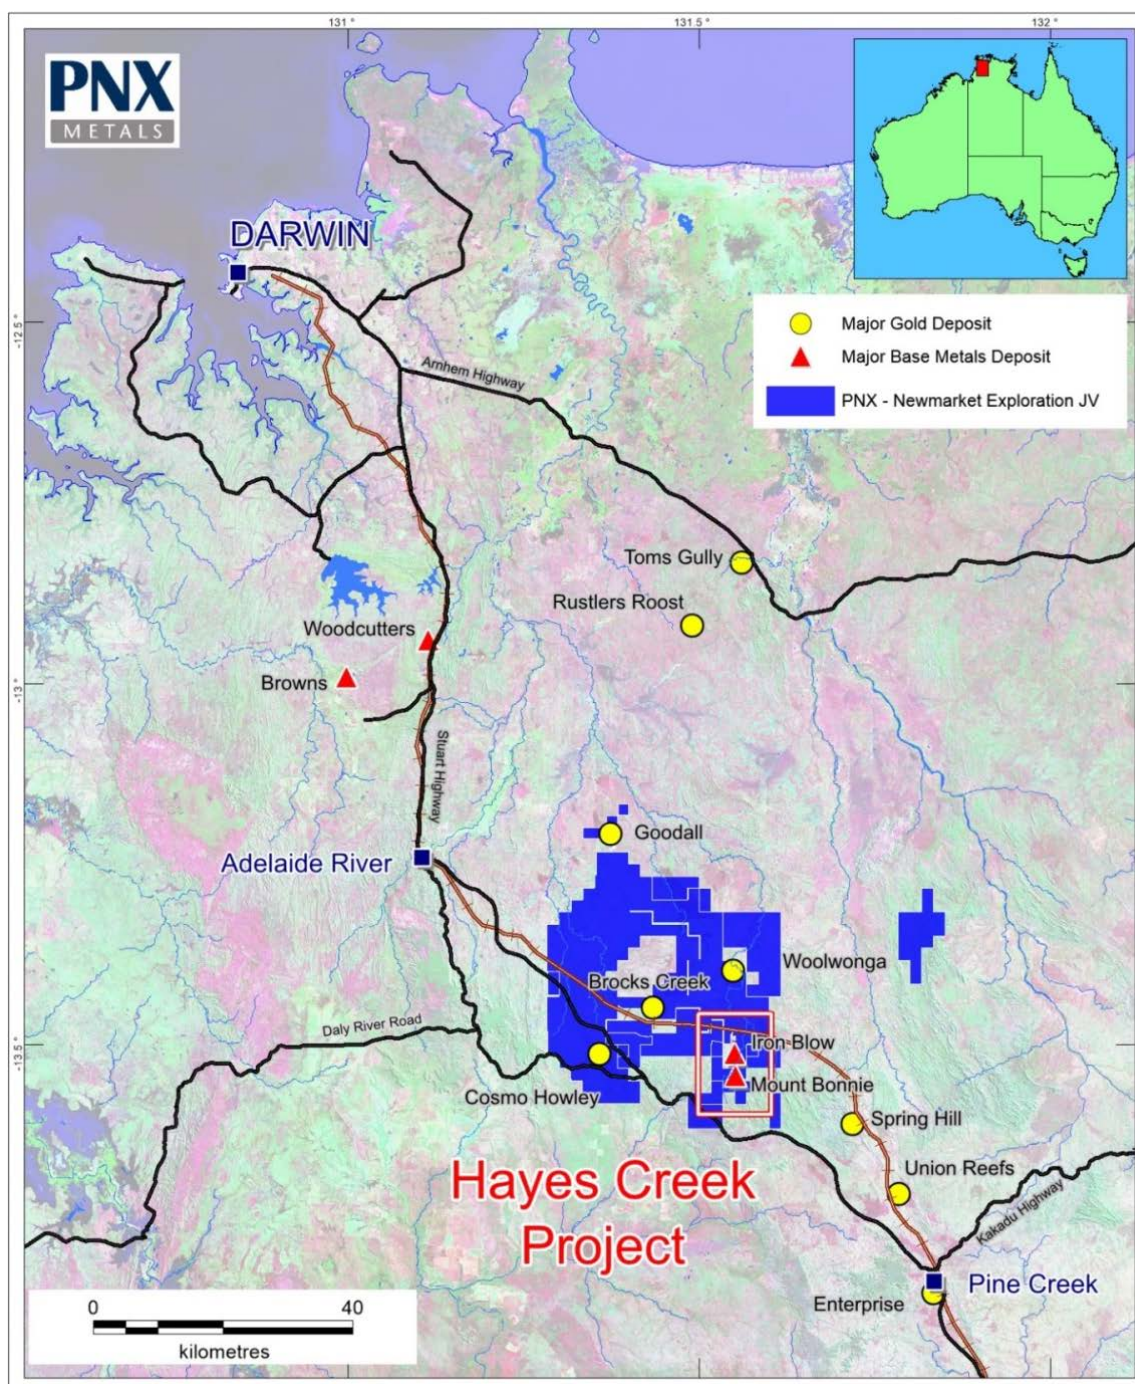 131 °
131.5 °
132 °
PNX
METALS
DARWIN
-12.5 °
Major Gold Deposit
Major Base Metals Deposit
PNX - Newmarket Exploration JV
Arnhem Highway
Toms Gully
Rustlers Roost
Woodcutters
Browns
-13 °
Stuart Highway
Goodall
Adelaide River
Woolwonga
Brocks Creek
Daly River Road
-13.5 °
Iron Blow
Mount Bonnie
Cosmo Howley
Spring Hill
Hayes Creek
Project
Union Reefs
Kakadu Highway
Pine Creek
Enterprise
0
40
kilometres